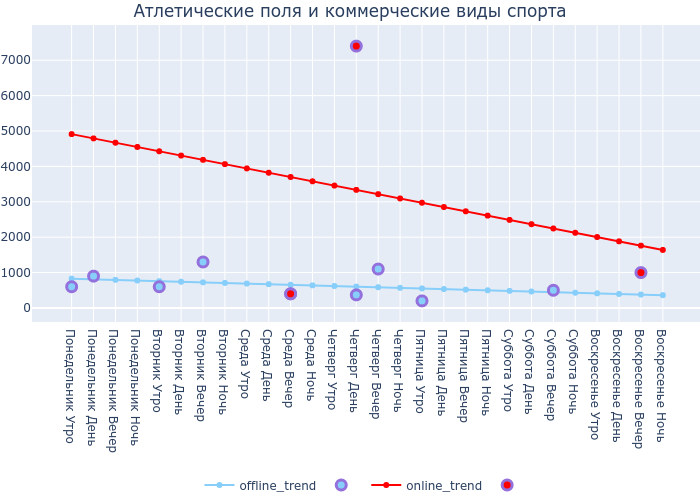 Атлетические поля и коммерческие виды спорта
7000
6000
5000
4000
3000
2000
1000
0
Понедельник Утро
Понедельник День
Понедельник Вечер
Понедельник Ночь
Вторник Утро
Вторник День
Вторник Вечер
Вторник Ночь
Среда Утро
Среда День
Среда Вечер
Среда Ночь
Четверг Утро
Четверг День
Четверг Вечер
Четверг Ночь
Пятница Утро
Пятница День
Пятница Вечер
Пятница Ночь
Суббота Утро
Суббота День
Суббота Вечер
Суббота Ночь
Воскресенье Утро
Воскресенье День
Воскресенье Вечер
Воскресенье Ночь
offline_trend
online_trend